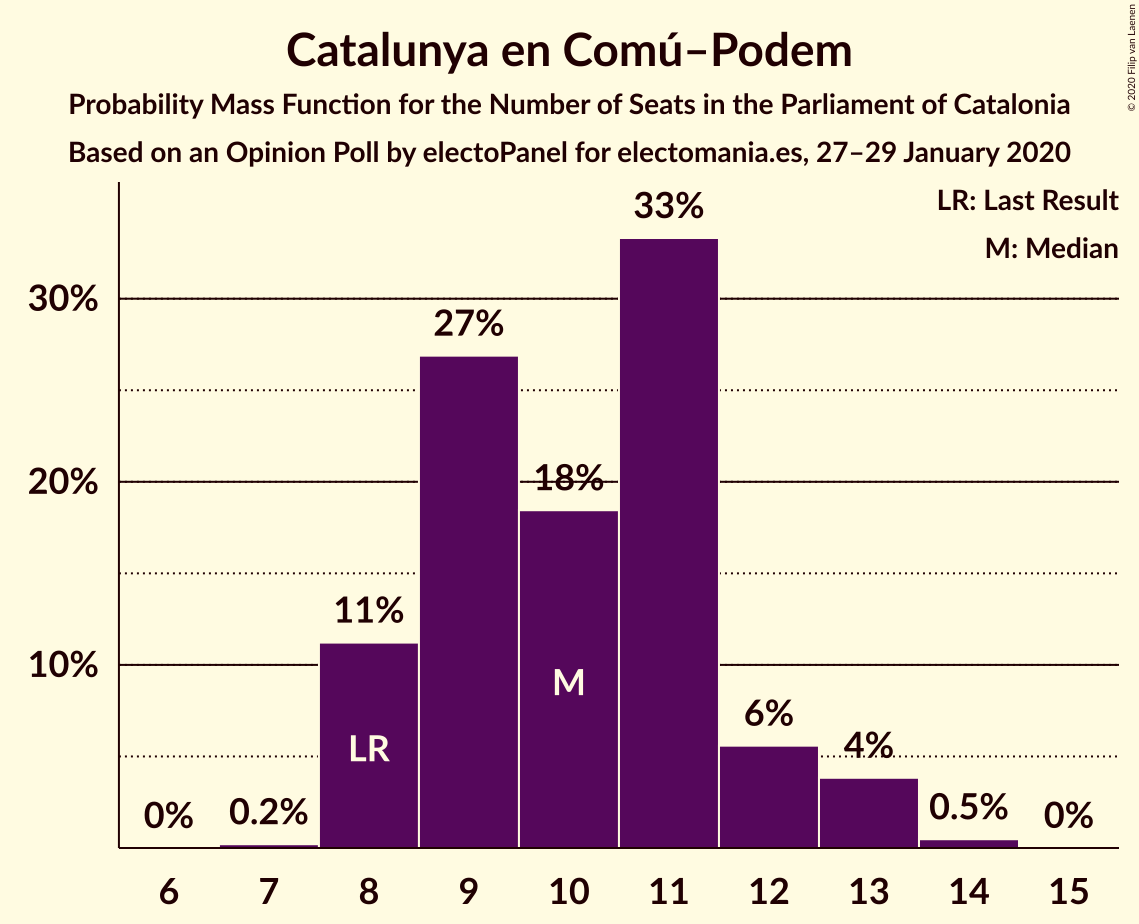 Catalunya en Comú–Podem
Probability Mass Function for the Number of Seats in the Parliament of Catalonia
Based on an Opinion Poll by electoPanel for electomania.es, 27–29 January 2020
© 2020 Filip van Laenen
LR: Last Result
M: Median
33%
30%
27%
20%
18%
11%
10%
M
LR
6%
4%
0%
0.2%
0.5%
0%
6 7 8 9 10 11 12 13 14 15